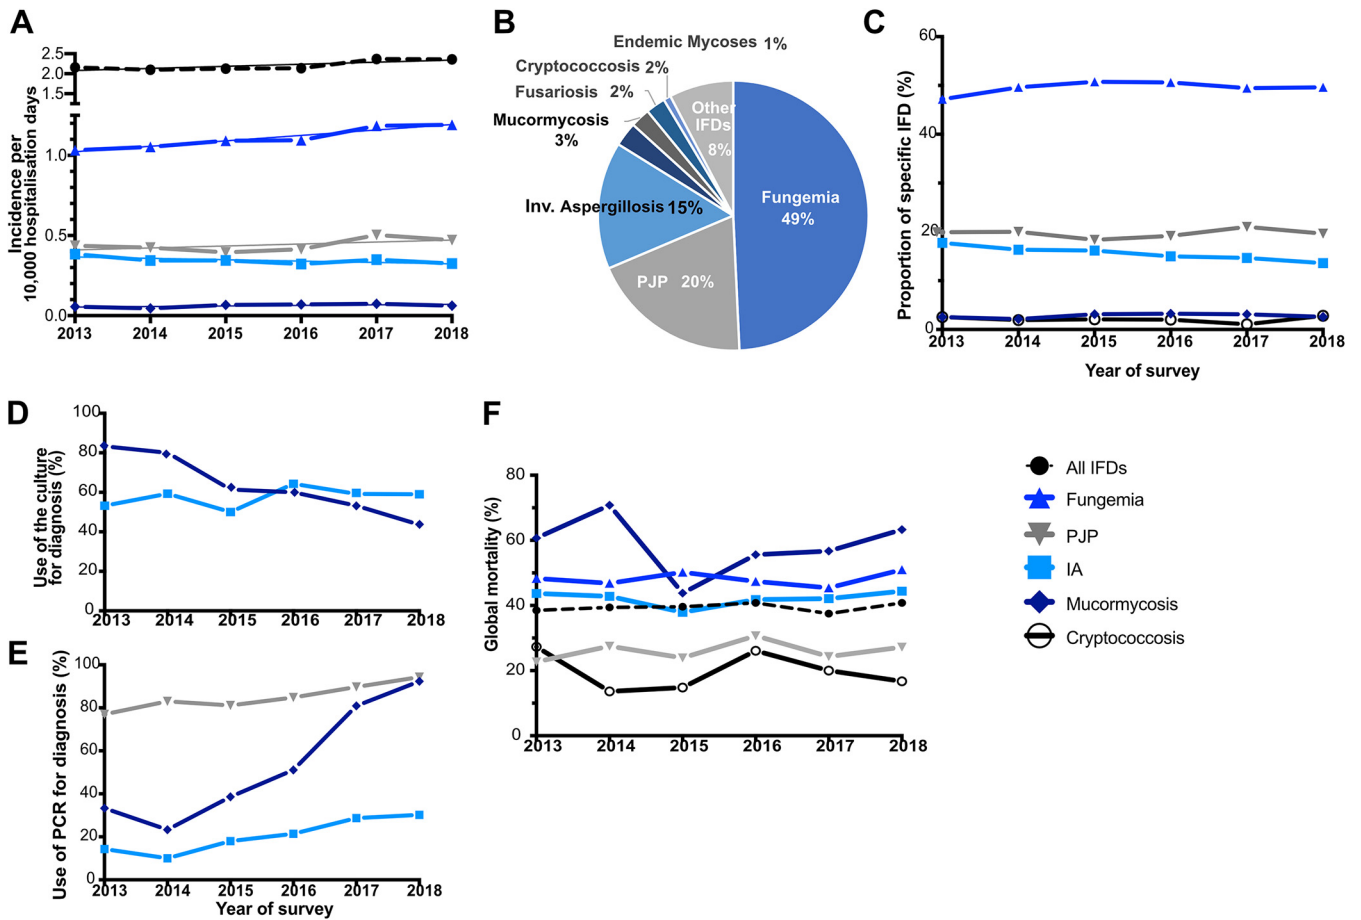 A
Incidence per
10,000 hospitalisation days
2.5
2.0
1.5
1.0
0.5
0.0
2013 2014 2015 2016 2017 2018
B
Endemic Mycoses 1%
Cryptococcosis 2%
Fusariosis 2%
Mucormycosis
3%
Other
IFDs
8%
Inv. Aspergillosis 15%
Fungemia
49%
PJP 20%
C
Proportion of specific IFD (%)
60
40
20
0
2013 2014 2015 2016 2017 2018
Year of survey
D
Use of the culture
for diagnosis (%)
100
80
60
40
20
0
2013 2014 2015 2016 2017 2018
E
Use of PCR for diagnosis (%)
100
80
60
40
20
0
2013 2014 2015 2016 2017 2018
Year of survey
F
Global mortality (%)
80
60
40
20
0
2013 2014 2015 2016 2017 2018
All IFDs
Fungemia
PJP
IA
Mucormycosis
Cryptococcosis